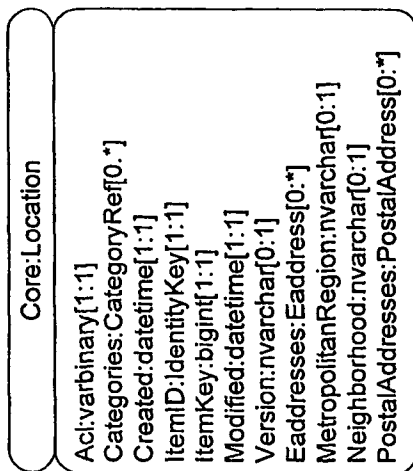 Core:Location
Acl:varbinary[1:1]
Categories:CategoryRef[0.*]
Created:datetime[1:1]
ItemID:IdentityKey[1:1]
ItemKey:bigint[1:1]
Modified:datetime[1:1]
Version:nvarchar[0:1]
Eaddresses:Eaddress[0:*]
MetropolitanRegion:nvarchar[0:1]
Neighborhood:nvarchar[0:1]
PostalAddresses:PostalAddress[0:*]